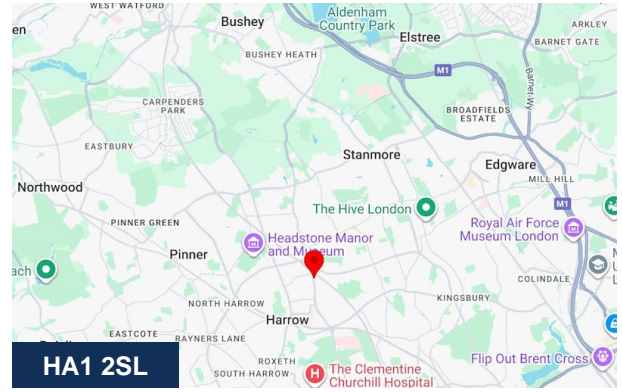 WEST WATFORD
Bushey
Aldenham
Country Park
Elstree
ARKLEY
BARNET GATE
BUSHEY HEATH
M1
Barnet Wy
CARPENDERS
PARK
BROADFIELDS
ESTATE
EASTBURY
Stanmore
Edgware
MILL HILL
Northwood
The Hive London
M1
PINNER GREEN
Royal Air Force
Museum London
Headstone Manor
and Museum
Pinner
COLINDALE
NORTH HARROW
KINGSBURY
Harrow
EASTCOTE
RAYNERS LANE
ROXETH
SOUTH HARROW
The Clementine
Churchill Hospital
Flip Out Brent Cross
HA1 2SL